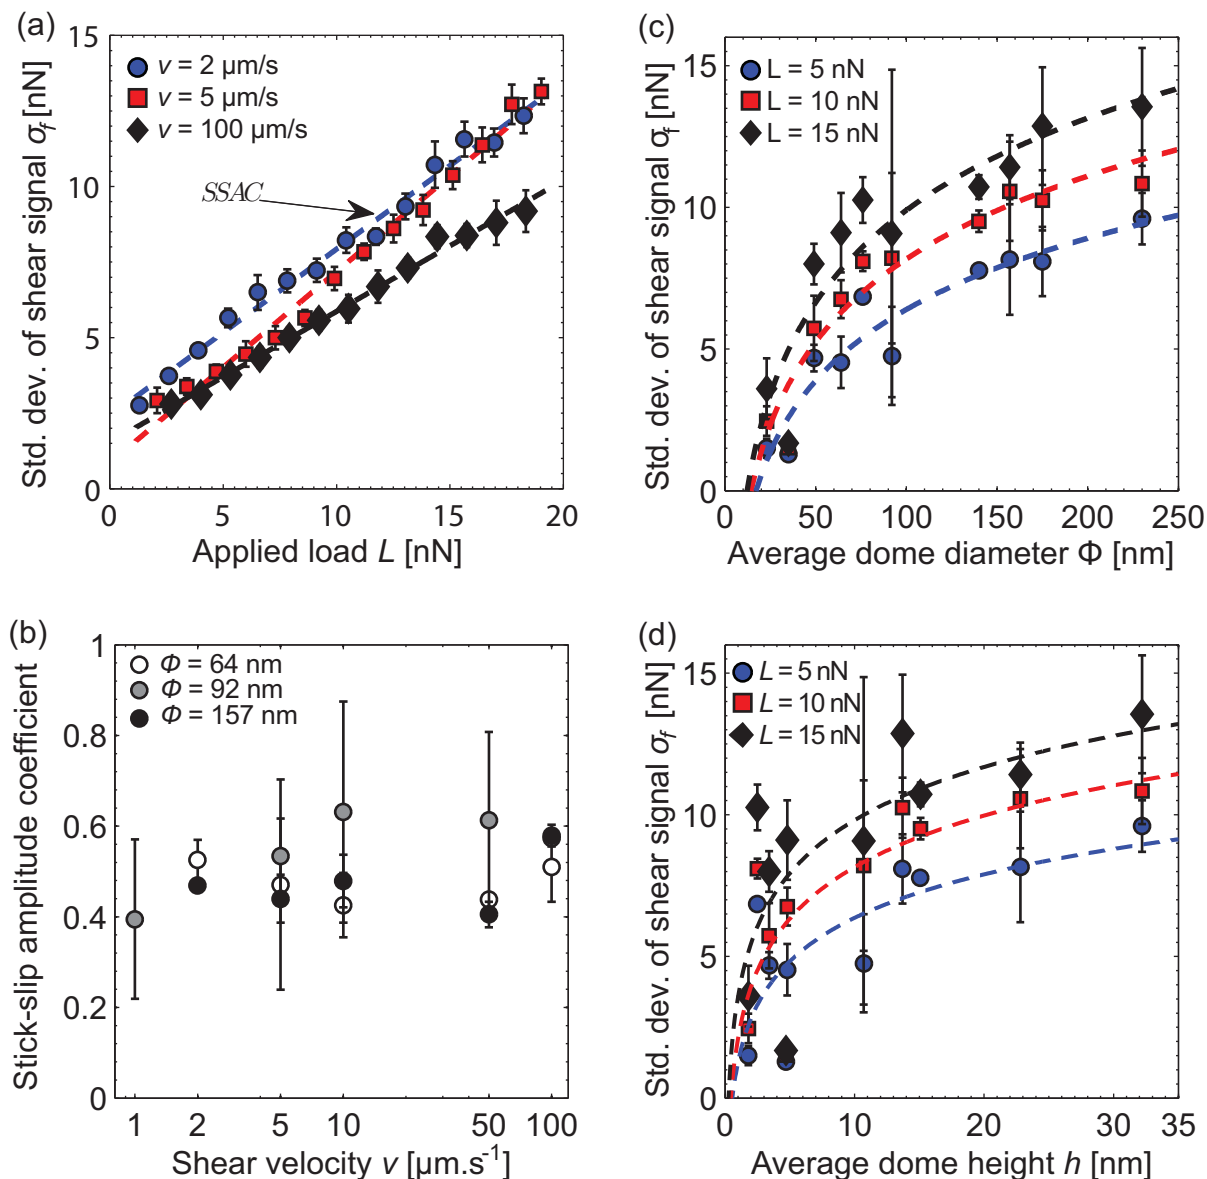 (a)
Std. dev. of shear signal σf [nN]
15
10
5
0
v = 2 µm/s
v = 5 µm/s
v = 100 µm/s
SSAC
0 5 10 15 20
Applied load L [nN]
(c)
Std. dev. of shear signal σf [nN]
15
10
5
0
L = 5 nN
L = 10 nN
L = 15 nN
0 50 100 150 200 250
Average dome diameter Φ [nm]
(b)
Stick-slip amplitude coefficient
1
0.8
0.6
0.4
0.2
0
Φ = 64 nm
Φ = 92 nm
Φ = 157 nm
1 2 5 10 50 100
Shear velocity v [µm.s⁻¹]
(d)
Std. dev. of shear signal σf [nN]
15
10
5
0
L = 5 nN
L = 10 nN
L = 15 nN
0 10 20 30 35
Average dome height h [nm]